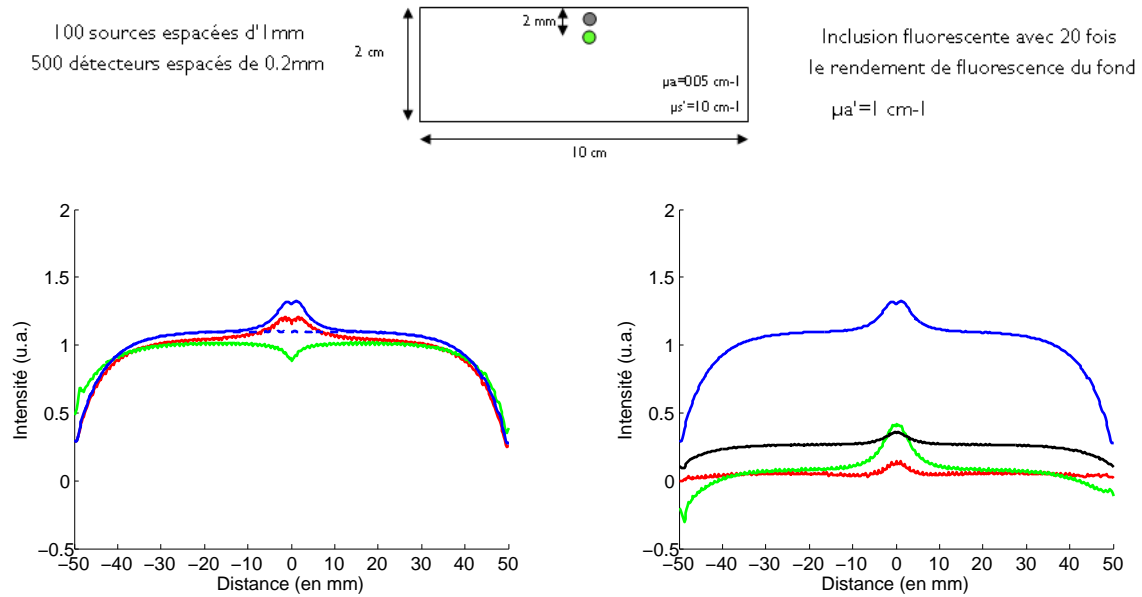 100 sources espacées d'1mm
500 détecteurs espacés de 0.2mm
2 cm
2 mm
µa=0.05 cm-1
µs'=10 cm-1
10 cm
Inclusion fluorescente avec 20 fois
le rendement de fluorescence du fond
µa'=1 cm-1
2
1.5
1
0.5
0
−0.5
−50 −40 −30 −20 −10 0 10 20 30 40 50
Intensité (u.a.)
Distance (en mm)
2
1.5
1
0.5
0
−0.5
−50 −40 −30 −20 −10 0 10 20 30 40 50
Intensité (u.a.)
Distance (en mm)